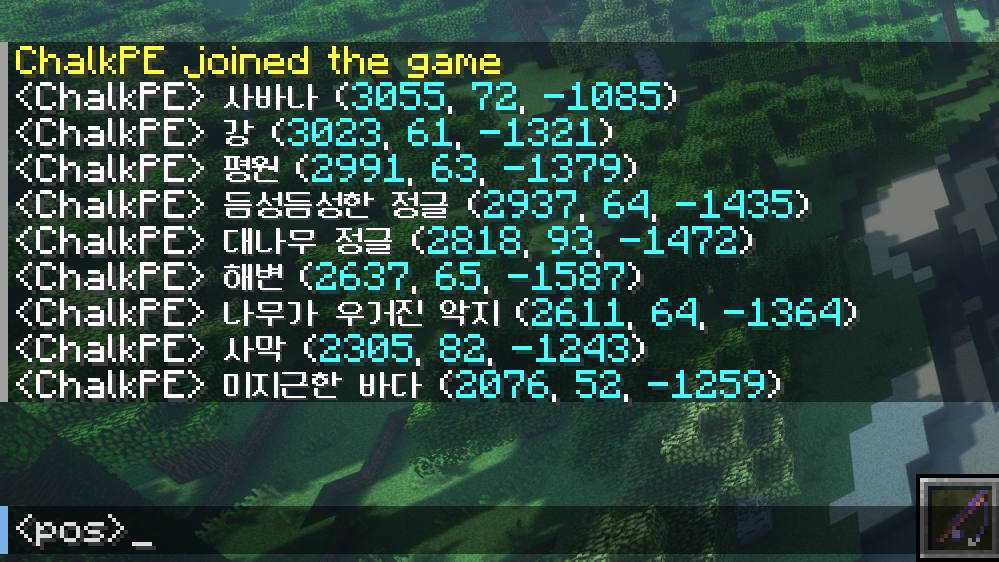 ChalkPE joined the game
<ChalkPE> 사바나 (3055, 72, -1085)
<ChalkPE> 강 (3023, 61, -1321)
<ChalkPE> 평원 (2991, 63, -1379)
<ChalkPE> 듬성듬성한 정글 (2937, 64, -1435)
<ChalkPE> 대나무 정글 (2818, 93, -1472)
<ChalkPE> 해변 (2637, 65, -1587)
<ChalkPE> 나무가 우거진 악지 (2611, 64, -1364)
<ChalkPE> 사막 (2305, 82, -1243)
<ChalkPE> 미지근한 바다 (2076, 52, -1259)
<pos>_